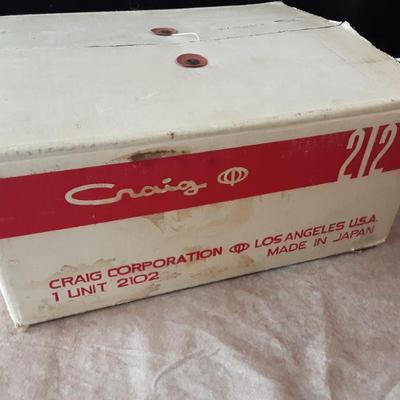 Craig 212
CRAIG CORPORATION LOS ANGELES U.S.A.
1 UNIT 2102 MADE IN JAPAN